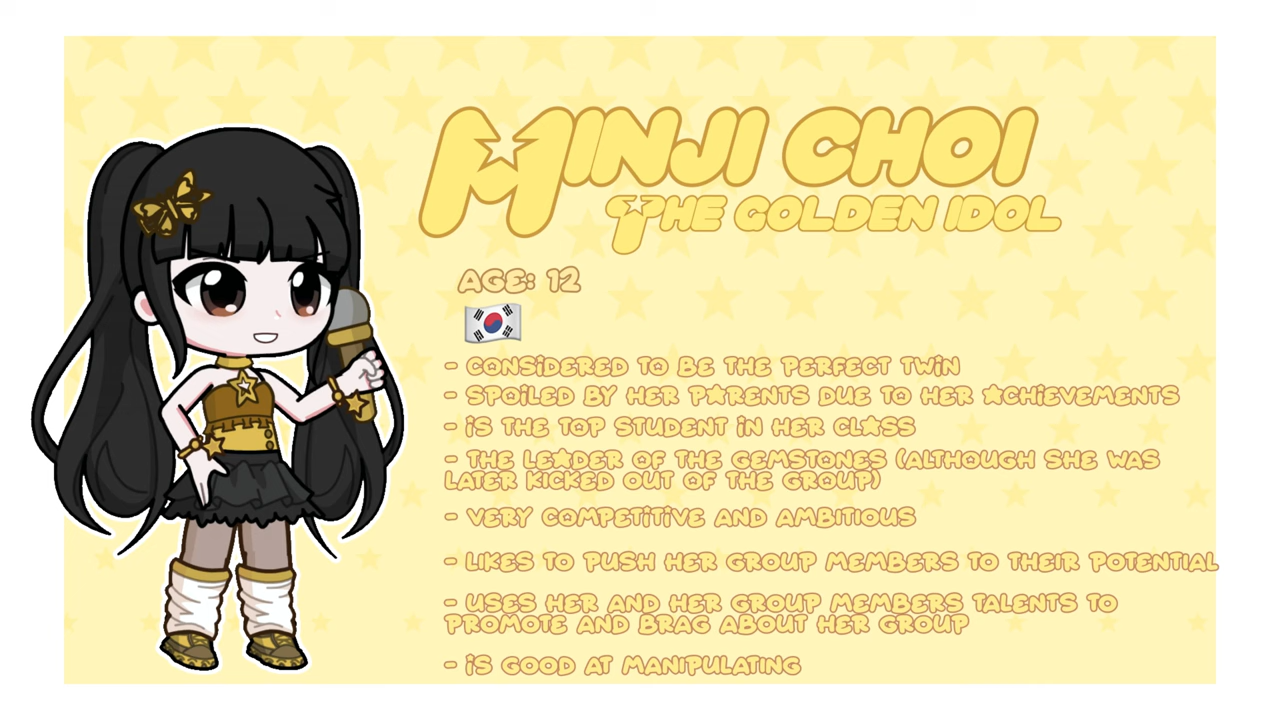 MINJI CHOI
THE GOLDEN IDOL
AGE: 12
- CONSIDERED TO BE THE PERFECT TWIN
- SPOILED BY HER PARENTS DUE TO HER ACHIEVEMENTS
- IS THE TOP STUDENT IN HER CLASS
- THE LEADER OF THE GEMSTONES (ALTHOUGH SHE WAS
LATER KICKED OUT OF THE GROUP)
- VERY COMPETITIVE AND AMBITIOUS
- LIKES TO PUSH HER GROUP MEMBERS TO THEIR POTENTIAL
- USES HER AND HER GROUP MEMBERS TALENTS TO
PROMOTE AND BRAG ABOUT HER GROUP
- IS GOOD AT MANIPULATING